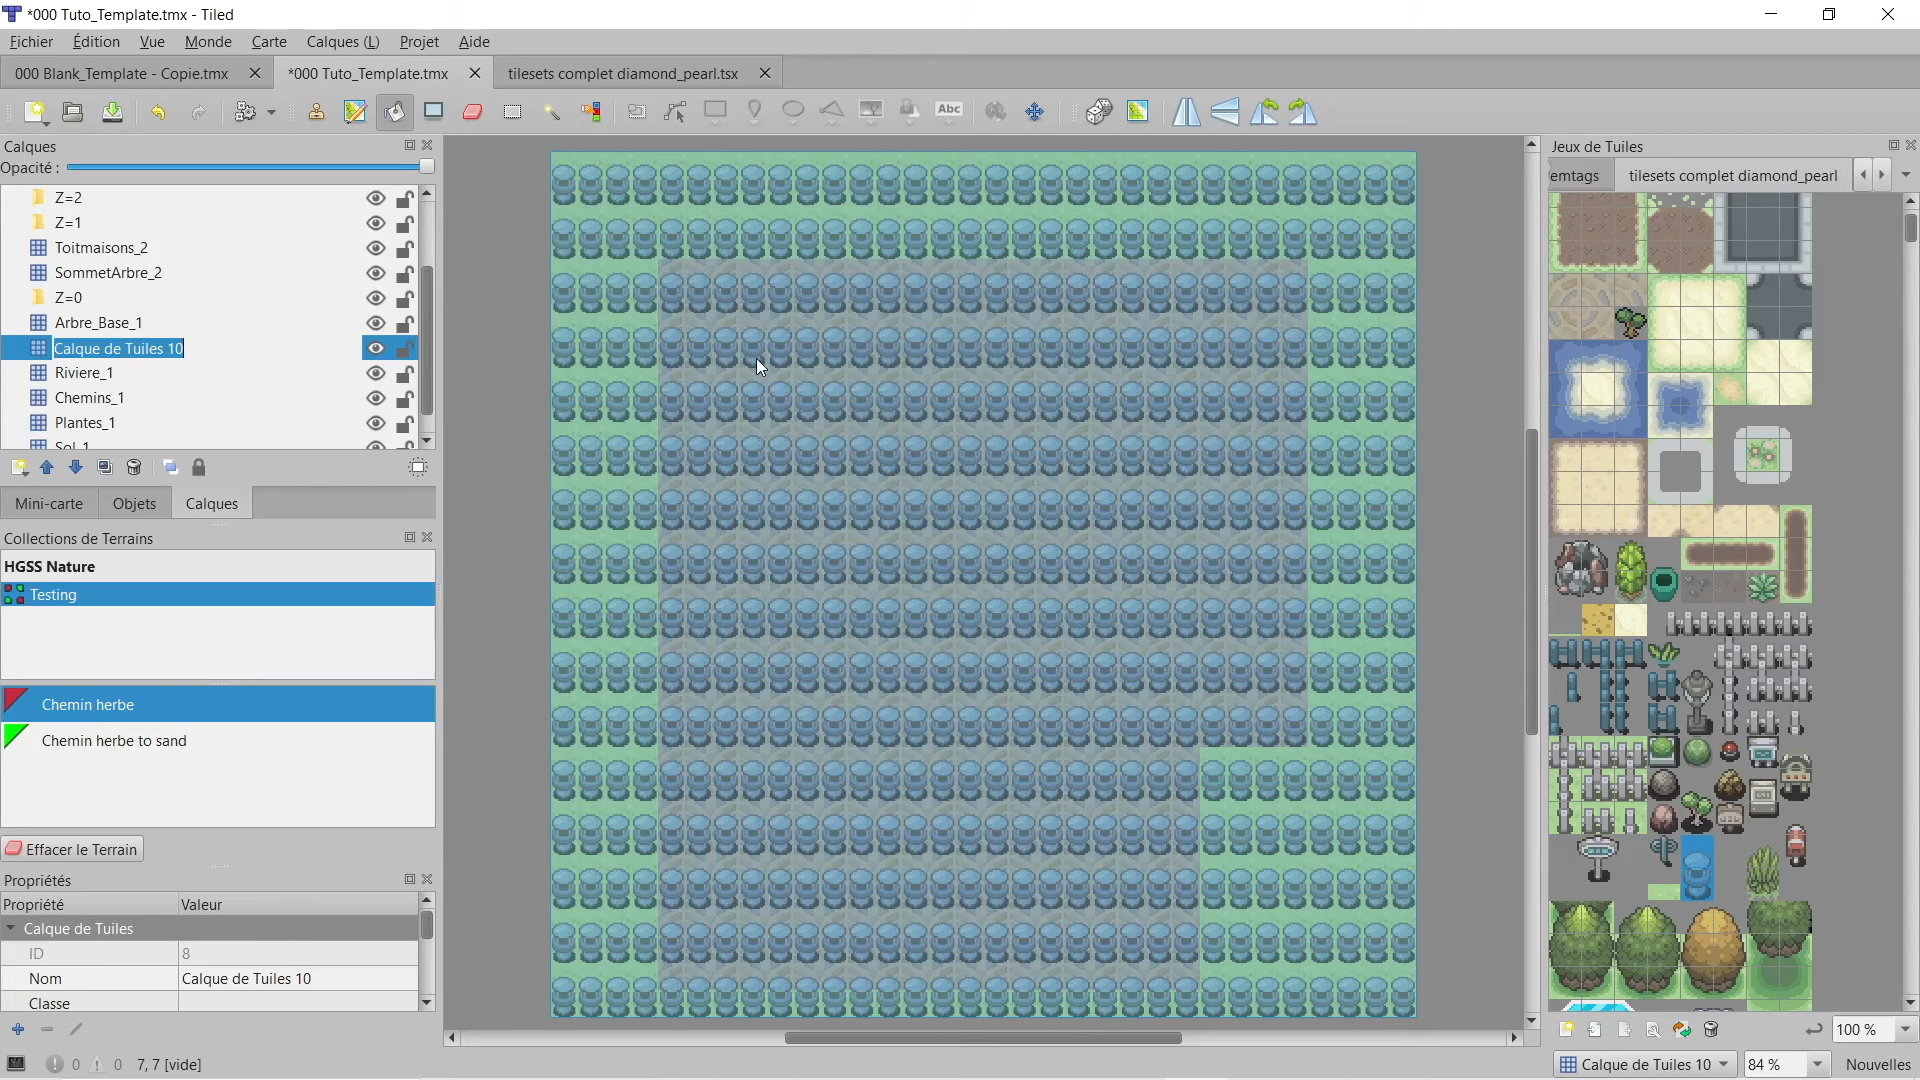 *000 Tuto_Template.tmx - Tiled
Fichier Édition Vue Monde Carte Calques (L) Projet Aide
000 Blank_Template - Copie.tmx *000 Tuto_Template.tmx tilesets complet diamond_pearl.tsx
Abc
Calques
Opacité :
Z=2
Z=1
Toitmaisons_2
SommetArbre_2
Z=0
Arbre_Base_1
Calque de Tuiles 10
Riviere_1
Chemins_1
Plantes_1
Sol_1
Mini-carte Objets Calques
Collections de Terrains
HGSS Nature
Testing
Chemin herbe
Chemin herbe to sand
Effacer le Terrain
Propriétés
Propriété Valeur
Calque de Tuiles
ID 8
Nom Calque de Tuiles 10
Classe
0 0 7, 7 [vide]
Jeux de Tuiles
emtags tilesets complet diamond_pearl
100 %
Calque de Tuiles 10 84 % Nouvelles